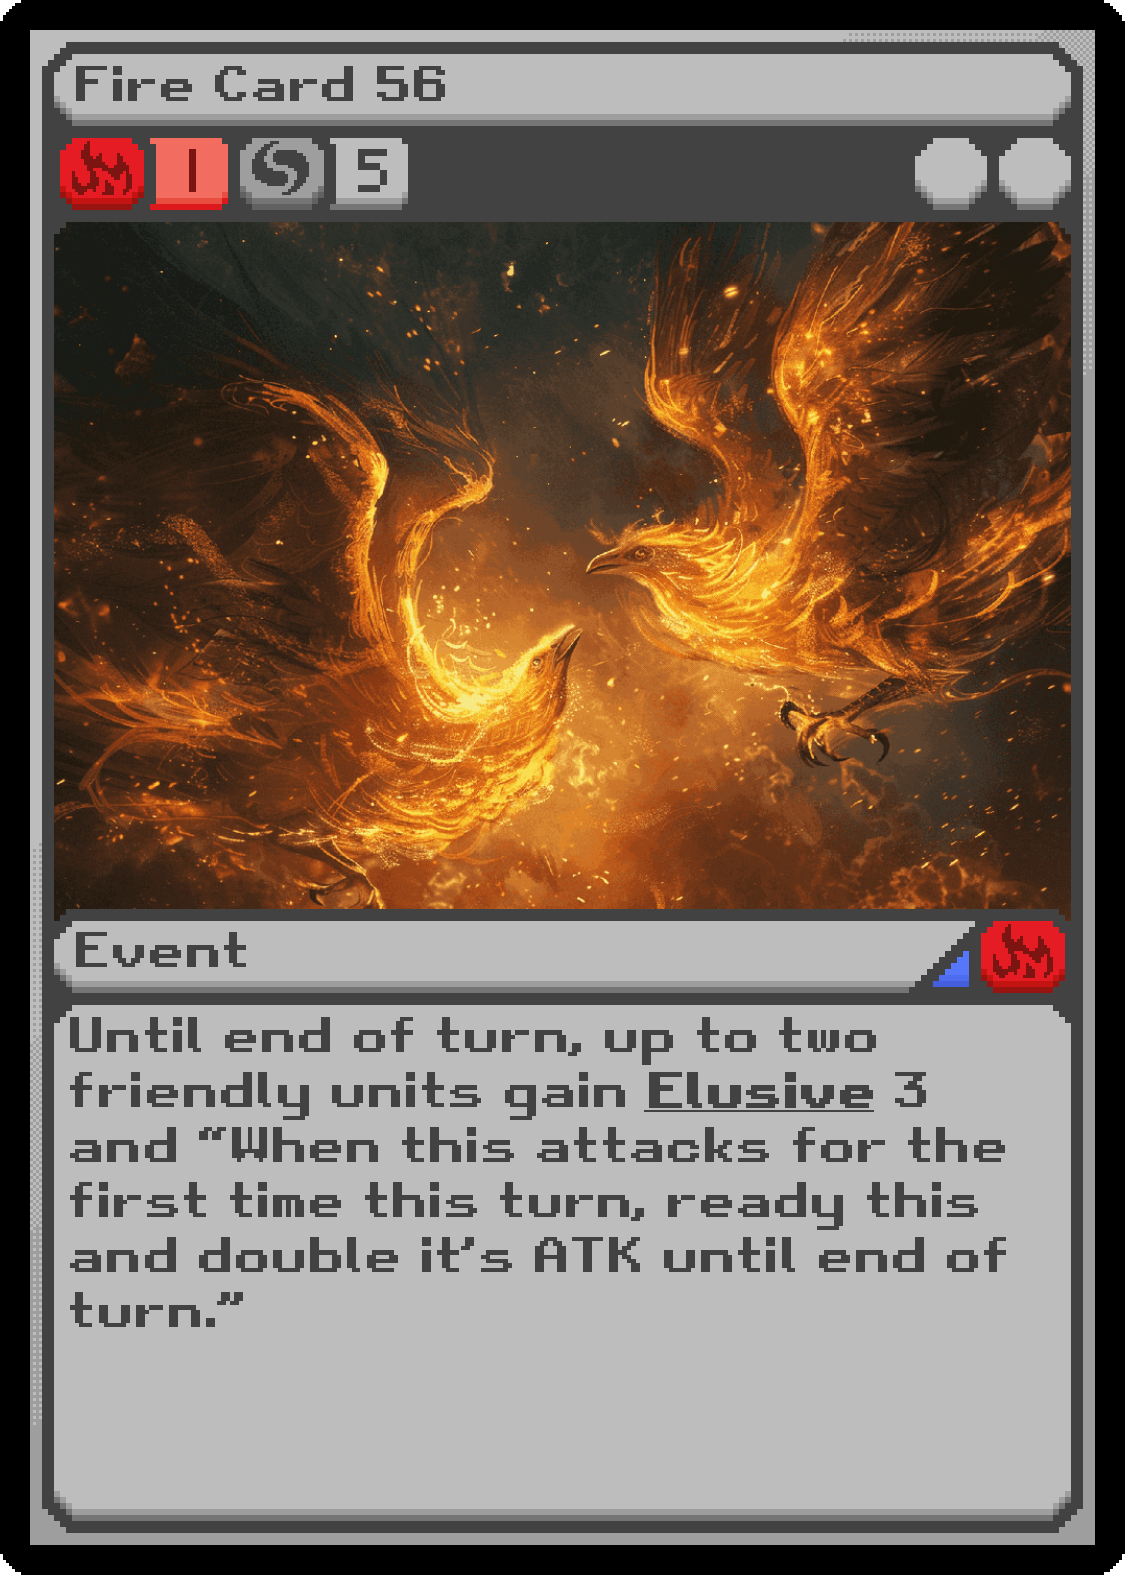 Fire Card 56
1 5
Event
Until end of turn, up to two
friendly units gain Elusive 3
and “When this attacks for the
first time this turn, ready this
and double it’s ATK until end of
turn.”